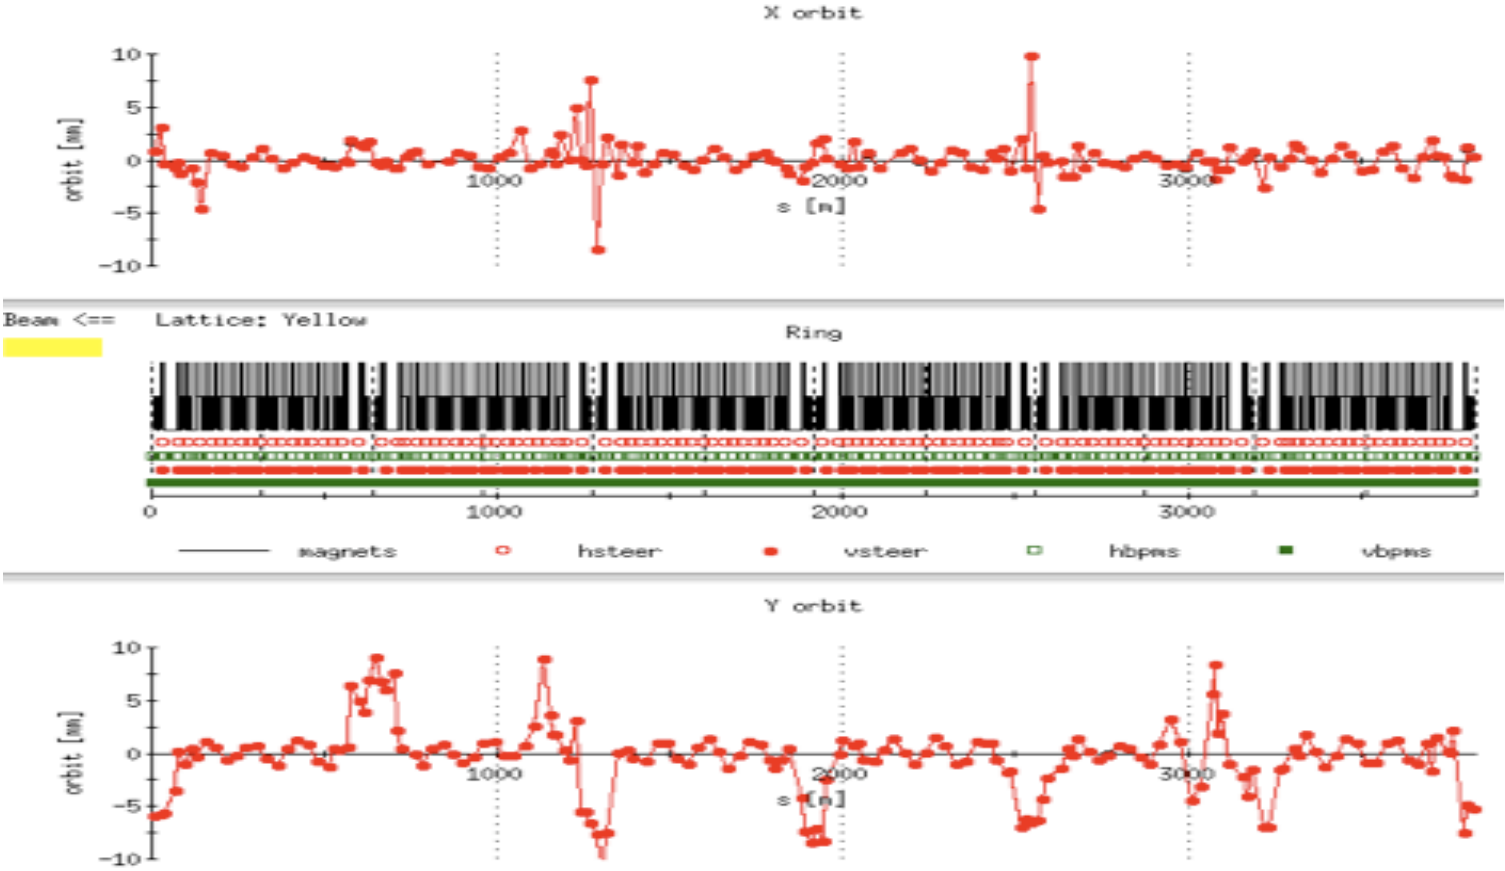 X orbit
10
5
0
-5
-10
orbit [mm]
1000
2000
3000
s [m]
Beam <== Lattice: Yellow
Ring
0
1000
2000
3000
magnets hsteer vsteer hbpms vbpms
Y orbit
10
5
0
-5
-10
orbit [mm]
1000
2000
3000
s [m]